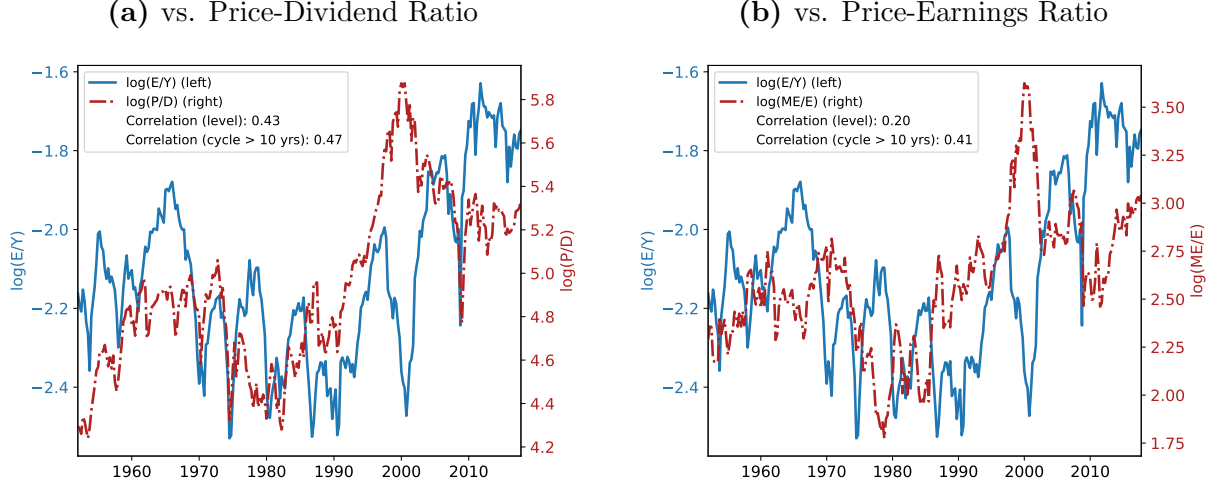 (a) vs. Price-Dividend Ratio
(b) vs. Price-Earnings Ratio
log(E/Y) (left)
log(P/D) (right)
Correlation (level): 0.43
Correlation (cycle > 10 yrs): 0.47
−1.6
−1.8
−2.0
−2.2
−2.4
log(E/Y)
5.8
5.6
5.4
5.2
5.0
4.8
4.6
4.4
4.2
log(P/D)
1960 1970 1980 1990 2000 2010
log(E/Y) (left)
log(ME/E) (right)
Correlation (level): 0.20
Correlation (cycle > 10 yrs): 0.41
−1.6
−1.8
−2.0
−2.2
−2.4
log(E/Y)
3.50
3.25
3.00
2.75
2.50
2.25
2.00
1.75
log(ME/E)
1960 1970 1980 1990 2000 2010